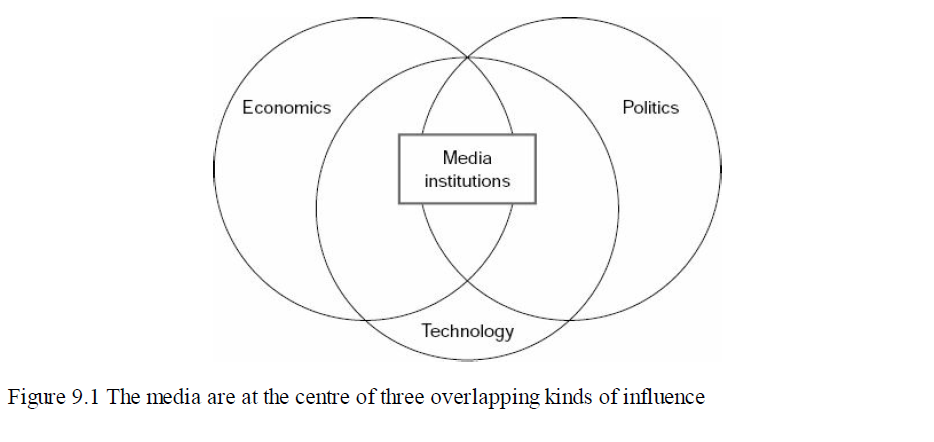 Economics
Politics
Media
institutions
Technology
Figure 9.1 The media are at the centre of three overlapping kinds of influence